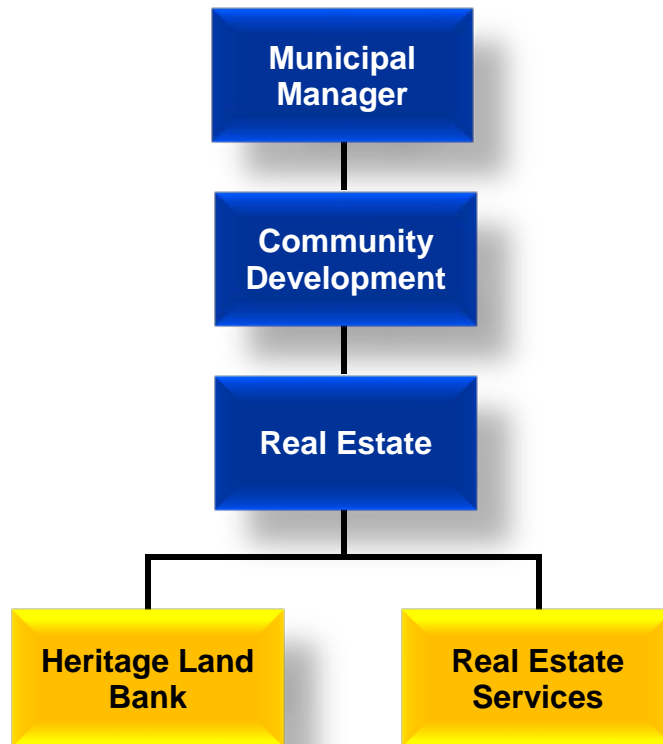 Municipal
Manager
Community
Development
Real Estate
Heritage Land
Bank
Real Estate
Services